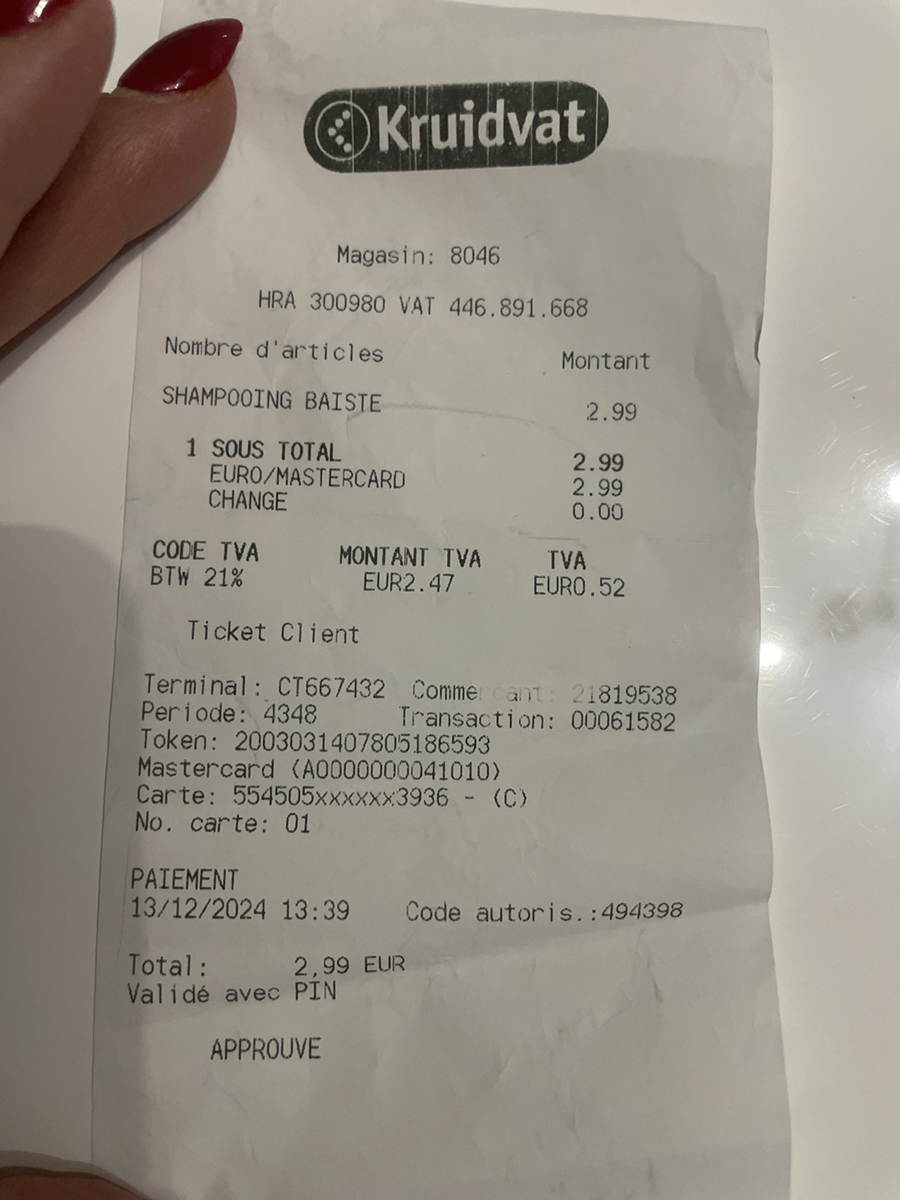 Kruidvat
Magasin: 8046
HRA 300980 VAT 446.891.668
Nombre d'articles Montant
SHAMPOOING BAISTE 2.99
1 SOUS TOTAL 2.99
EURO/MASTERCARD 2.99
CHANGE 0.00
CODE TVA MONTANT TVA TVA
BTW 21% EUR2.47 EUR0.52
Ticket Client
Terminal: CT667432 Commercant: 21819538
Periode: 4348 Transaction: 00061582
Token: 2003031407805186593
Mastercard (A0000000041010)
Carte: 554505xxxxxx3936 - (C)
No. carte: 01
PAIEMENT
13/12/2024 13:39 Code autoris.:494398
Total: 2,99 EUR
Validé avec PIN
APPROUVE